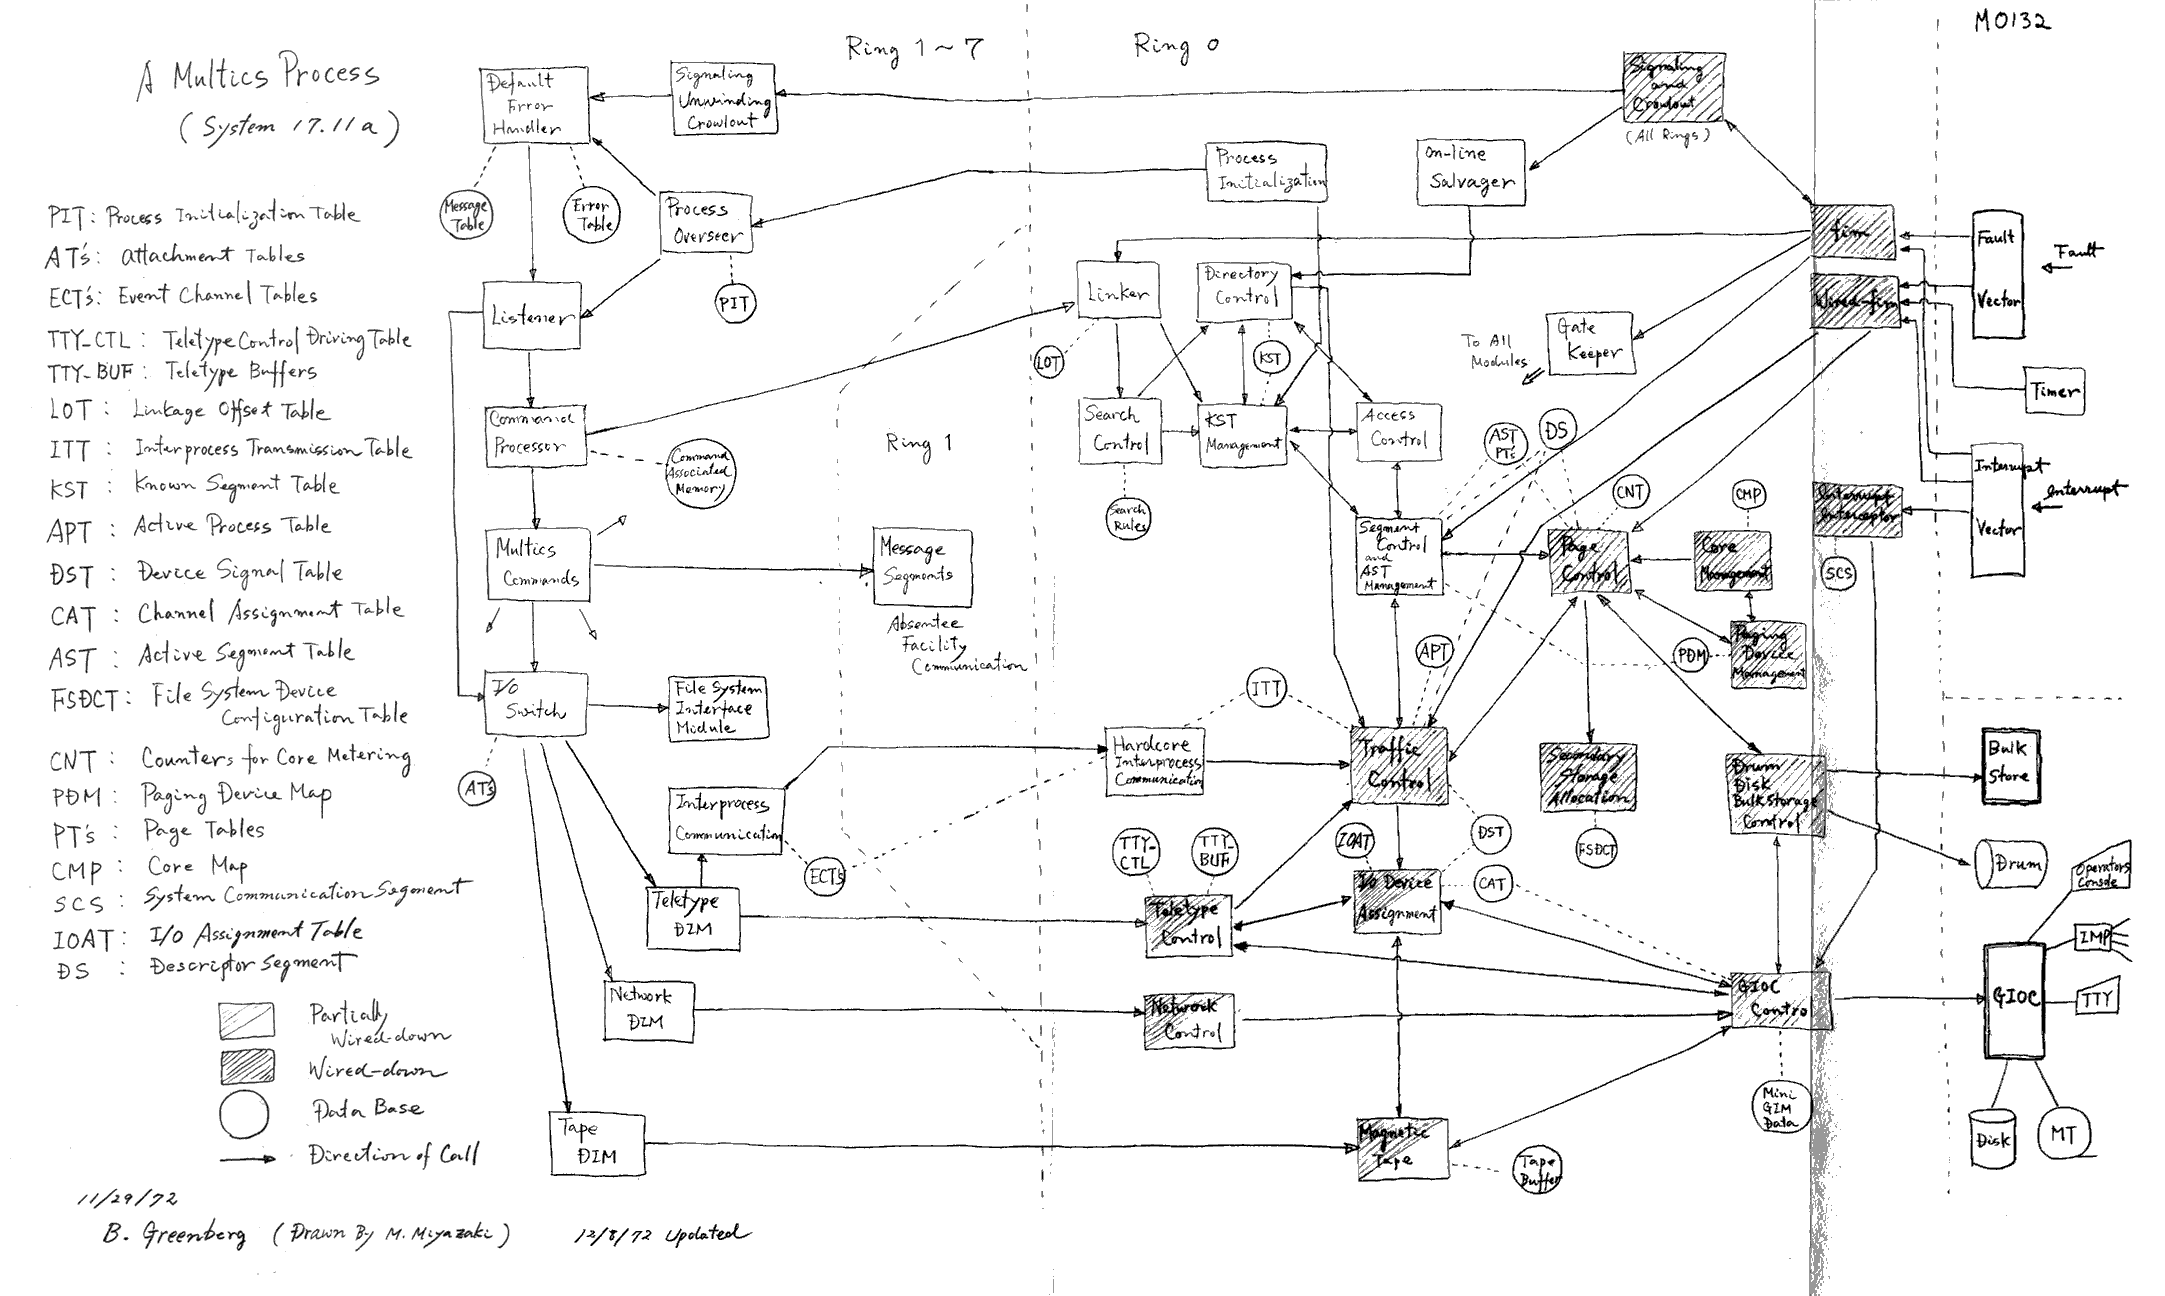 M0132
A Multics Process
(System 17.11a)
Ring 1~7
Ring 0
PIT: Process Initialization Table
AT's: Attachment Tables
ECT's: Event Channel Tables
TTY_CTL: Teletype Control Driving Table
TTY_BUF: Teletype Buffers
LOT: Linkage Offset Table
ITT: Interprocess Transmission Table
KST: Known Segment Table
APT: Active Process Table
DST: Device Signal Table
CAT: Channel Assignment Table
AST: Active Segment Table
FSDCT: File System Device
Configuration Table
CNT: Counters for Core Metering
PDM: Paging Device Map
PT's: Page Tables
CMP: Core Map
SCS: System Communication Segment
IOAT: I/O Assignment Table
DS: Descriptor Segment
Partially
Wired-down
Wired-down
Data Base
Direction of Call
11/29/72
B. Greenberg (Drawn By M. Miyazaki)
12/8/72 Updated
Default
Error
Handler
Signaling
Unwinding
Crowlout
Message
Table
Error
Table
Process
Overseer
PIT
Listener
Command
Processor
Command
Associated
Memory
Multics
Commands
I/O
Switch
ATs
File System
Interface
Module
Interprocess
Communication
ECTs
Teletype
DIM
Network
DIM
Tape
DIM
Ring 1
Message
Segments
Absentee
Facility
Communication
Signaling
and
Crowlout
(All Rings)
Process
Initialization
On-line
Salvager
Linker
LOT
Directory
Control
KST
Search
Control
Search
Rules
KST
Management
Access
Control
Gate
Keeper
To All
Modules
AST
PTs
DS
CNT
CMP
Segment
Control
and
AST
Management
Page
Control
Core
Management
Paging
Device
Management
PDM
APT
ITT
Hardcore
Interprocess
Communication
Traffic
Control
Secondary
Storage
Allocation
FSDCT
Drum
Disk
Bulk Storage
Control
TTY_
CTL
TTY_
BUF
IOAT
DST
CAT
Teletype
Control
I/O Device
Assignment
Network
Control
GIOC
Control
Mini
GIM
Data
Magnetic
Tape
Tape
Buffer
fim
Wired-fim
Interrupt
Interceptor
SCS
Fault
Vector
Fault
Timer
Interrupt
Vector
Interrupt
Bulk
Store
Drum
Operators
Console
IMP
GIOC
TTY
Disk
MT